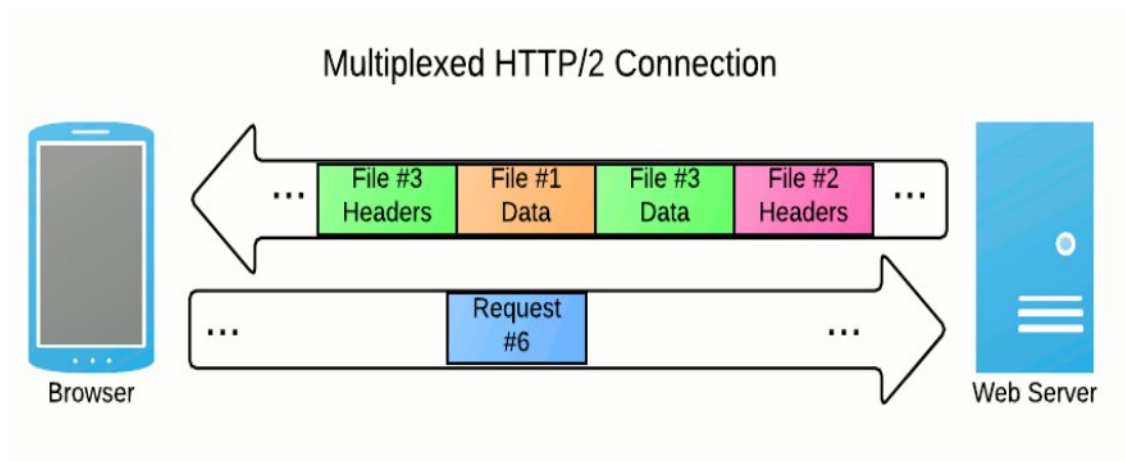 Multiplexed HTTP/2 Connection
... File #3 Headers File #1 Data File #3 Data File #2 Headers ...
... Request #6 ...
Browser
Web Server